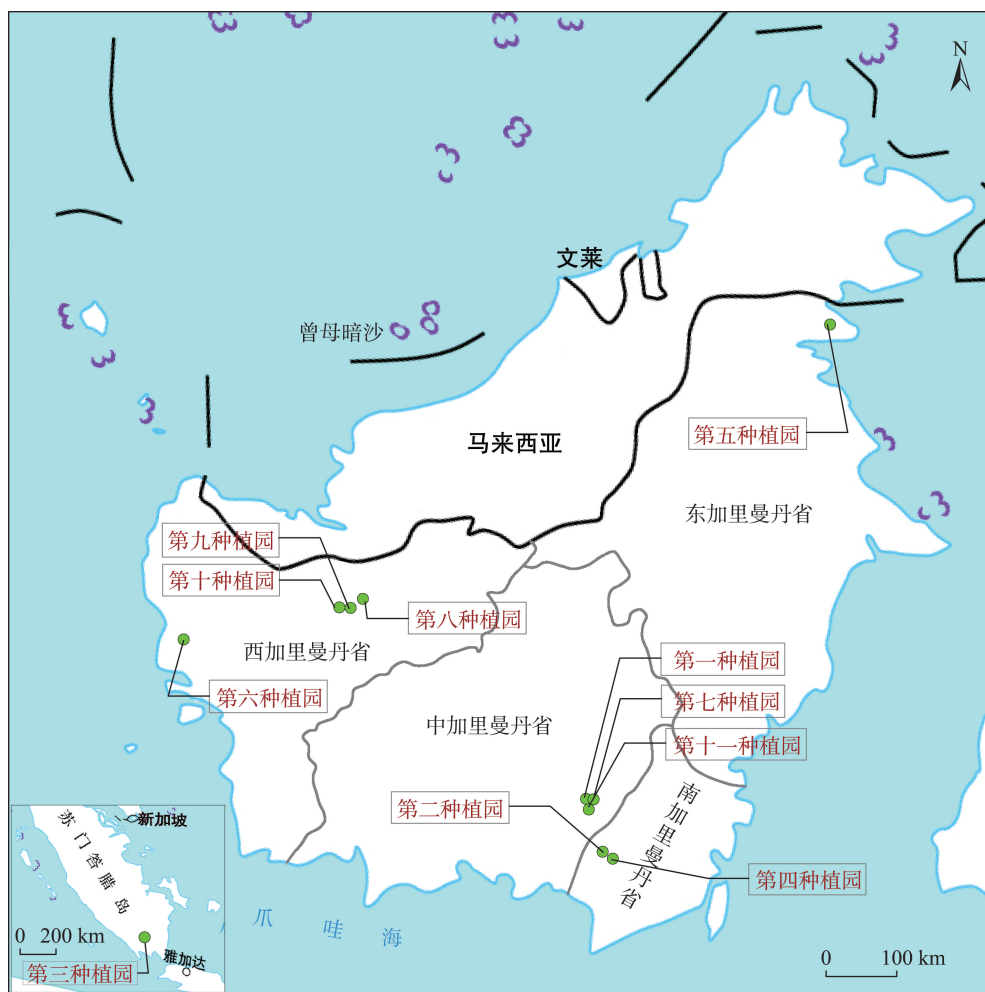 N
文莱
曾母暗沙
第五种植园
马来西亚
东加里曼丹省
第九种植园
第十种植园
第八种植园
西加里曼丹省
第一种植园
第六种植园
第七种植园
中加里曼丹省
第十一种植园
南加里曼丹省
第二种植园
新加坡
苏门答腊岛
第四种植园
爪哇海
0 200 km
雅加达
第三种植园
0 100 km